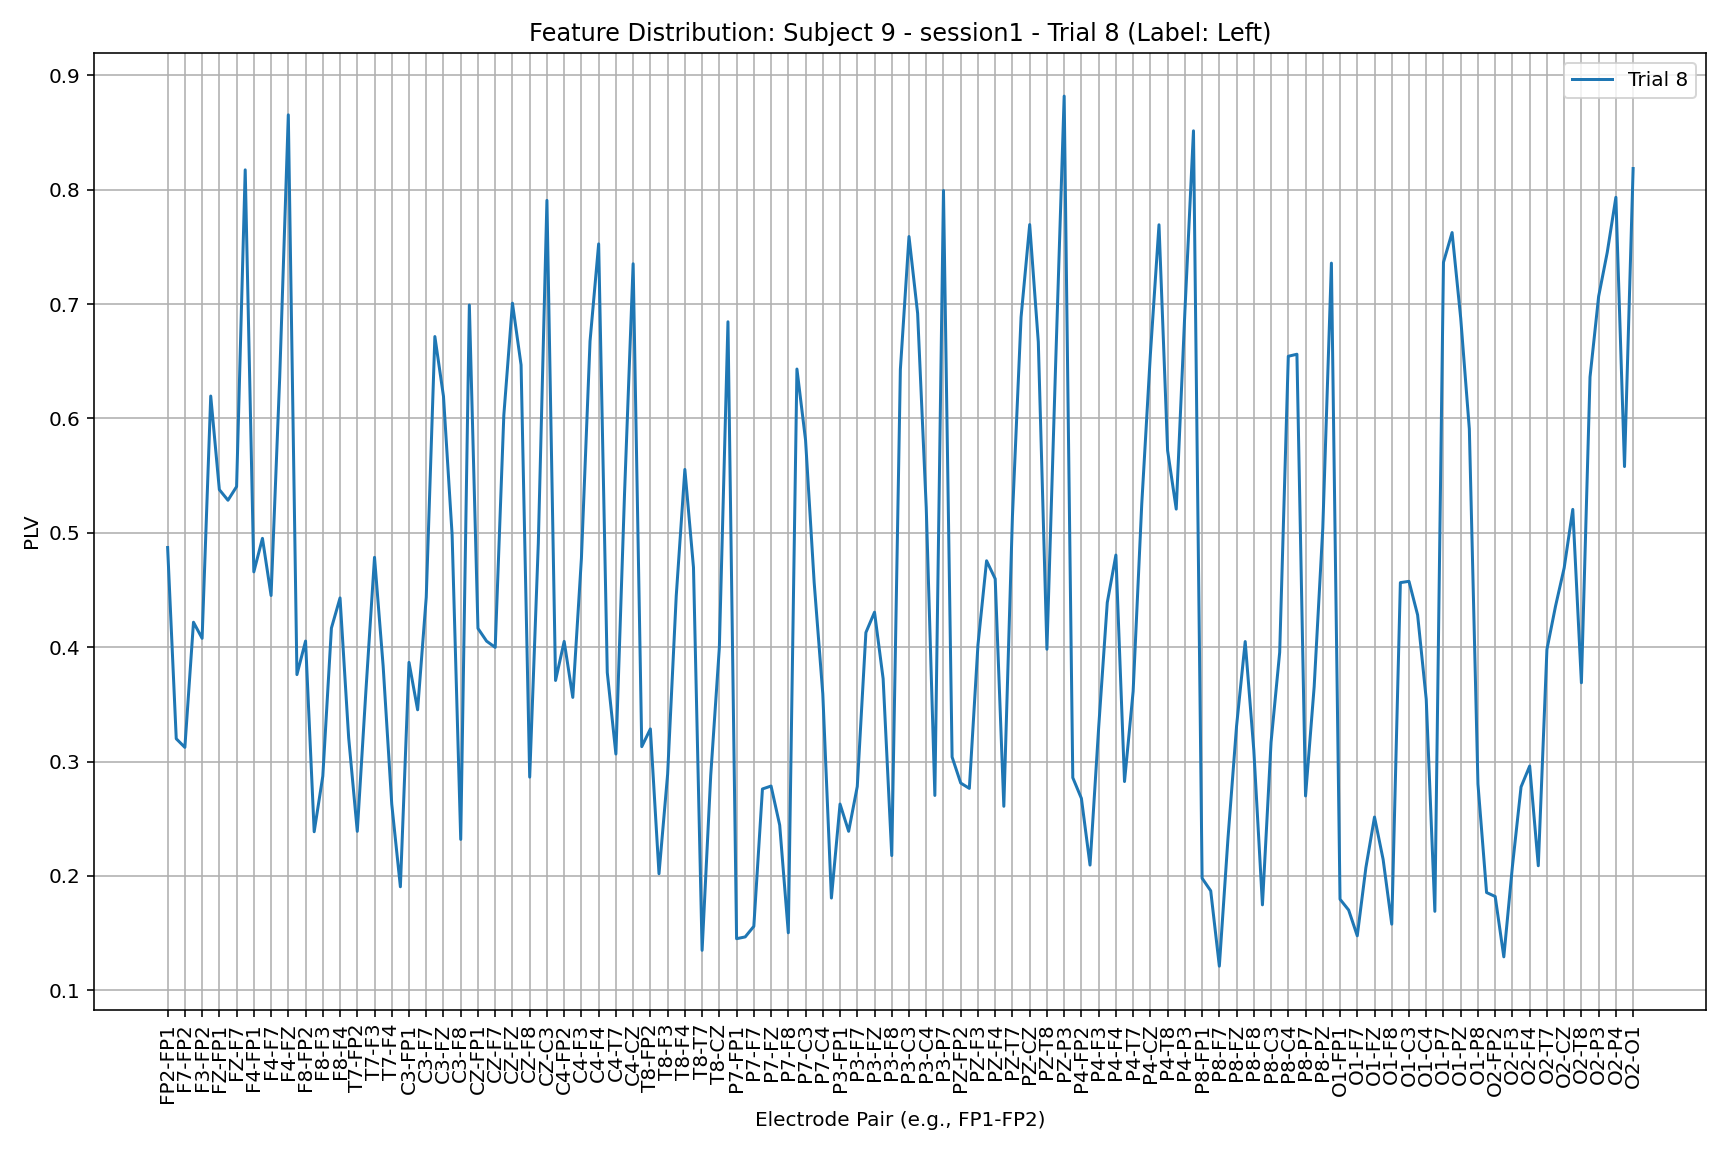 Feature Distribution: Subject 9 - session1 - Trial 8 (Label: Left)
Trial 8
PLV
0.9
0.8
0.7
0.6
0.5
0.4
0.3
0.2
0.1
FP2-FP1
F7-FP2
F3-FP2
FZ-FP1
FZ-F7
F4-FP1
F4-F7
F4-FZ
F8-FP2
F8-F3
F8-F4
T7-FP2
T7-F3
T7-F4
C3-FP1
C3-F7
C3-FZ
C3-F8
CZ-FP1
CZ-F7
CZ-FZ
CZ-F8
CZ-C3
C4-FP2
C4-F3
C4-F4
C4-T7
C4-CZ
T8-FP2
T8-F3
T8-F4
T8-T7
T8-CZ
P7-FP1
P7-F7
P7-FZ
P7-F8
P7-C3
P7-C4
P3-FP1
P3-F7
P3-FZ
P3-F8
P3-C3
P3-C4
P3-P7
PZ-FP2
PZ-F3
PZ-F4
PZ-T7
PZ-CZ
PZ-T8
PZ-P3
P4-FP2
P4-F3
P4-F4
P4-T7
P4-CZ
P4-T8
P4-P3
P8-FP1
P8-F7
P8-FZ
P8-F8
P8-C3
P8-C4
P8-P7
P8-PZ
O1-FP1
O1-F7
O1-FZ
O1-F8
O1-C3
O1-C4
O1-P7
O1-PZ
O1-P8
O2-FP2
O2-F3
O2-F4
O2-T7
O2-CZ
O2-T8
O2-P3
O2-P4
O2-O1
Electrode Pair (e.g., FP1-FP2)